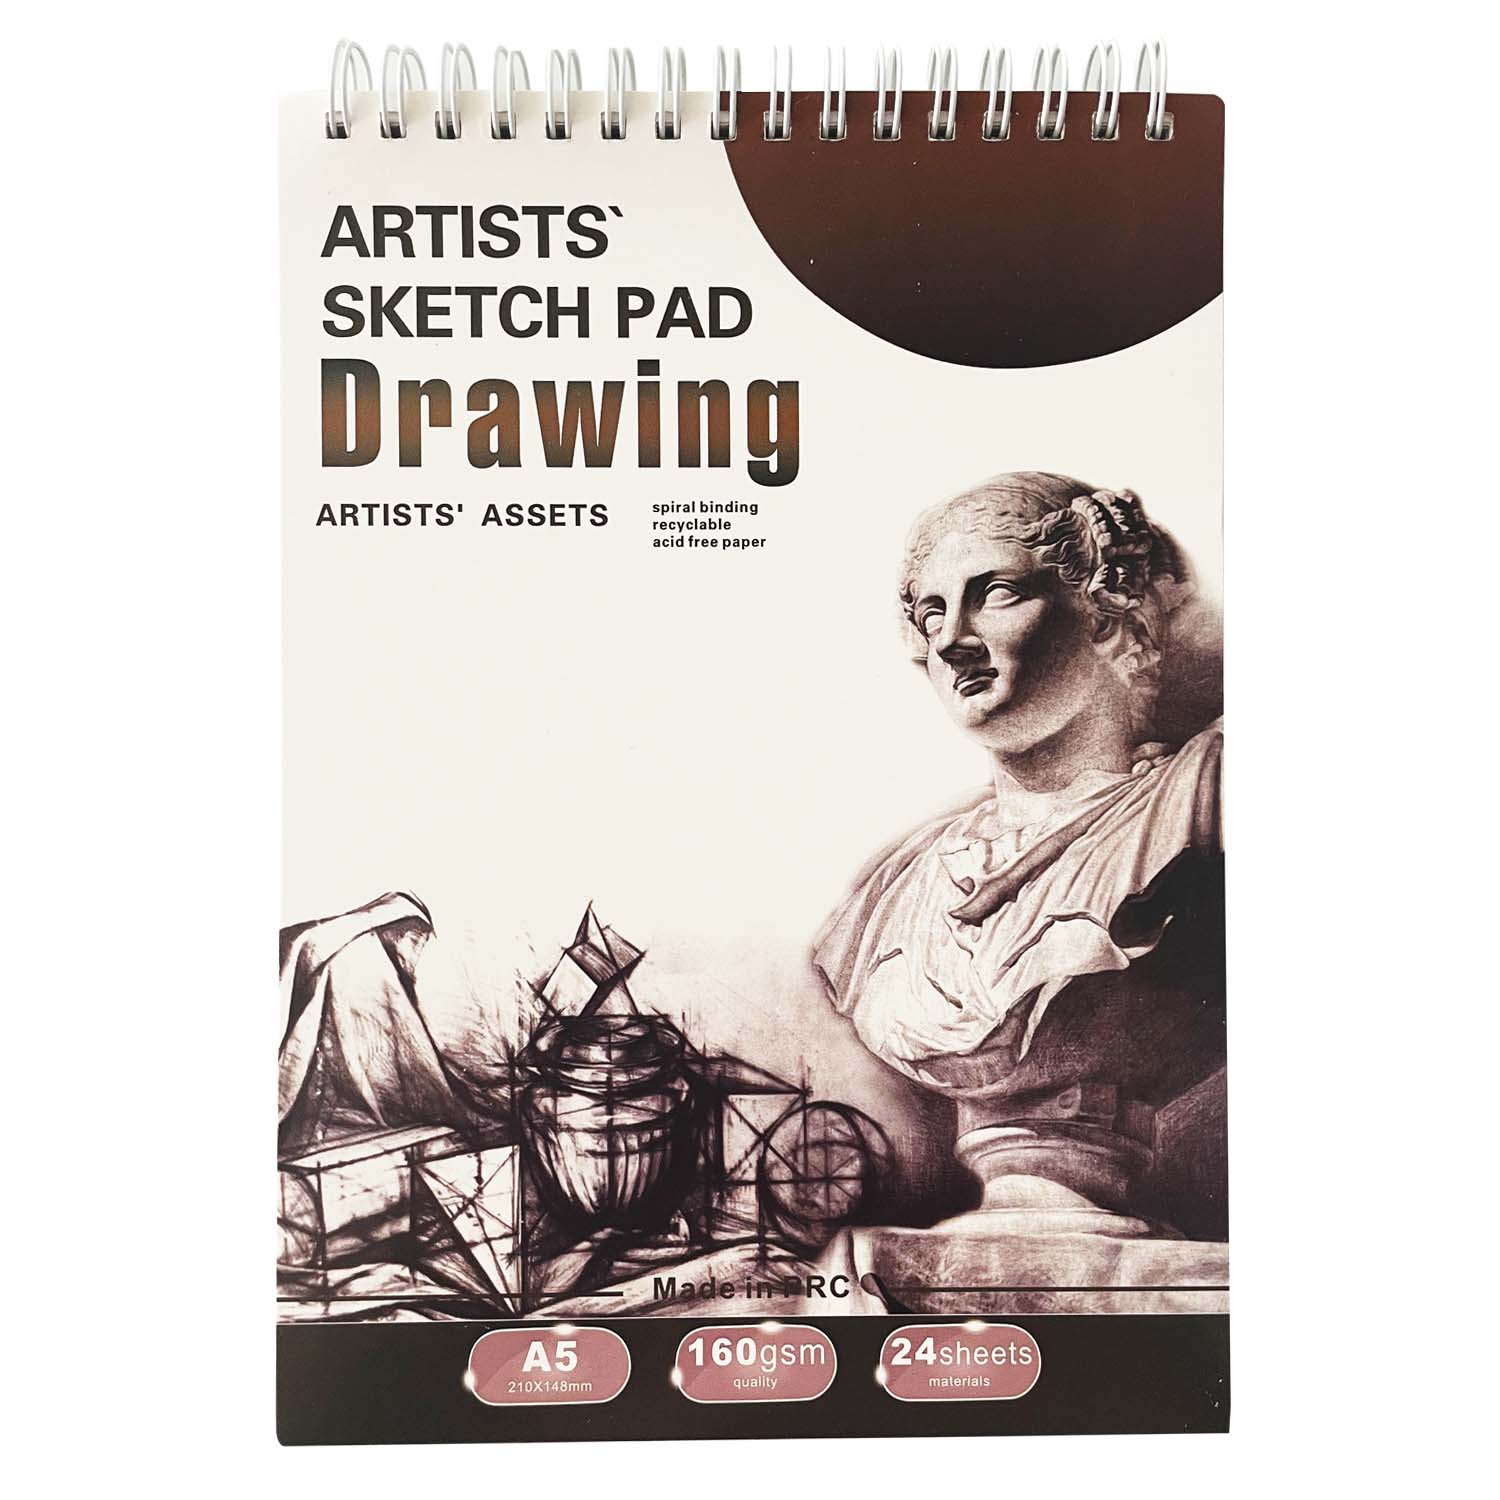 ARTISTS`
SKETCH PAD
Drawing
ARTISTS' ASSETS
spiral binding
recyclable
acid free paper
Made in PRC
A5
210X148mm
160gsm
quality
24sheets
materials